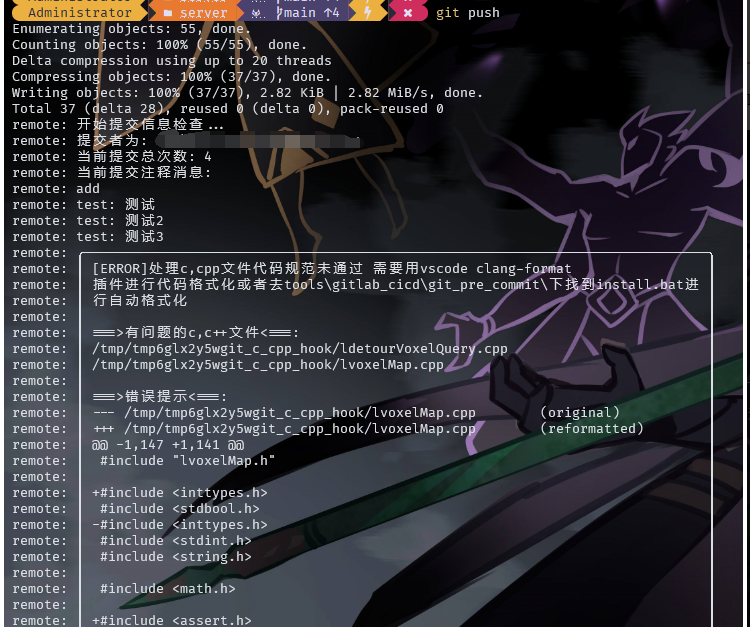 Administrator server main ↑4 git push
Enumerating objects: 55, done.
Counting objects: 100% (55/55), done.
Delta compression using up to 20 threads
Compressing objects: 100% (37/37), done.
Writing objects: 100% (37/37), 2.82 KiB | 2.82 MiB/s, done.
Total 37 (delta 28), reused 0 (delta 0), pack-reused 0
remote: 开始提交信息检查...
remote: 提交者为:
remote: 当前提交总次数: 4
remote: 当前提交注释消息:
remote: add
remote: test: 测试
remote: test: 测试2
remote: test: 测试3
remote:
remote: [ERROR]处理c,cpp文件代码规范未通过 需要用vscode clang-format
remote: 插件进行代码格式化或者去tools\gitlab_cicd\git_pre_commit\下找到install.bat进
remote: 行自动格式化
remote:
remote: ===>有问题的c,c++文件<===:
remote: /tmp/tmp6glx2y5wgit_c_cpp_hook/ldetourVoxelQuery.cpp
remote: /tmp/tmp6glx2y5wgit_c_cpp_hook/lvoxelMap.cpp
remote:
remote: ===>错误提示<===:
remote: --- /tmp/tmp6glx2y5wgit_c_cpp_hook/lvoxelMap.cpp (original)
remote: +++ /tmp/tmp6glx2y5wgit_c_cpp_hook/lvoxelMap.cpp (reformatted)
remote: @@ -1,147 +1,141 @@
remote: #include "lvoxelMap.h"
remote:
remote: +#include <inttypes.h>
remote: #include <stdbool.h>
remote: -#include <inttypes.h>
remote: #include <stdint.h>
remote: #include <string.h>
remote:
remote: #include <math.h>
remote:
remote: +#include <assert.h>